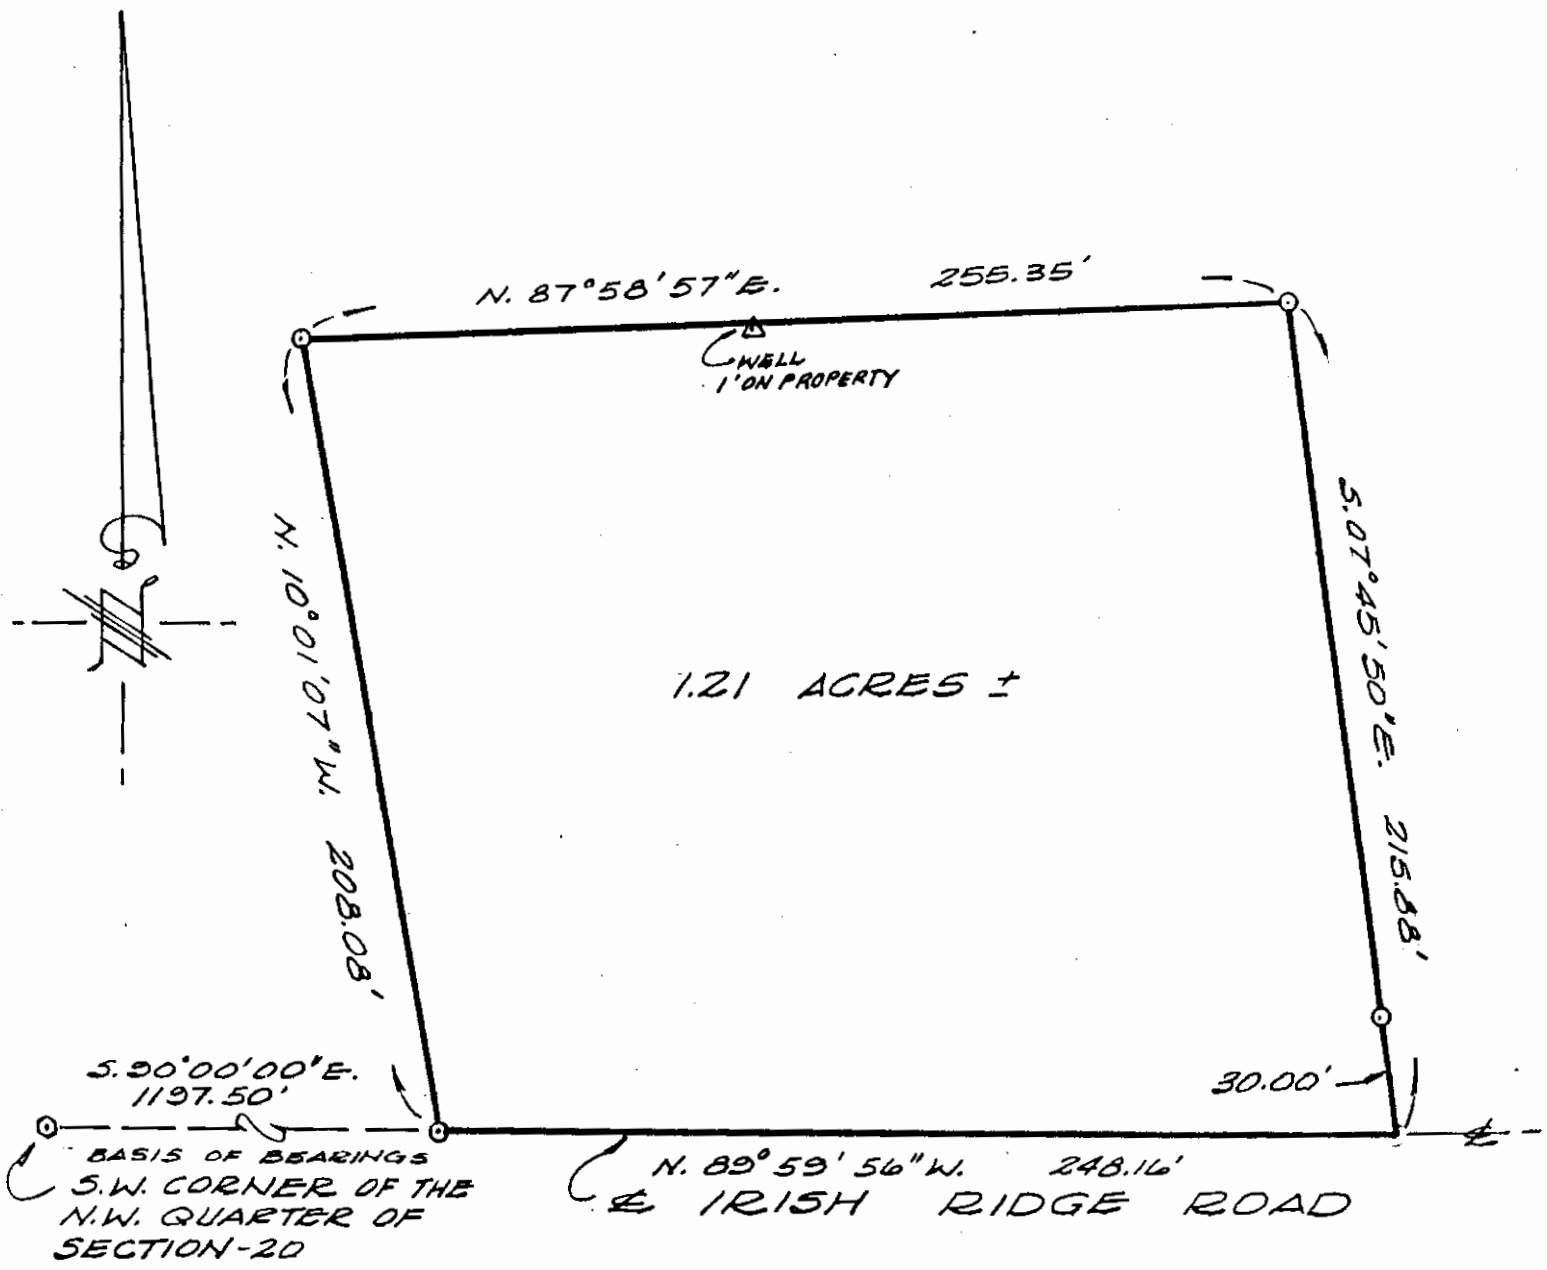 N. 87°58'57"E. 255.35'
WELL
1' ON PROPERTY
N. 10°01'07"W. 208.08'
S. 07°45'50"E. 215.88'
1.21 ACRES ±
30.00'
S. 90°00'00"E.
1197.50'
BASIS OF BEARINGS
S.W. CORNER OF THE
N.W. QUARTER OF
SECTION-20
N. 89°59'56"W. 248.16'
℄ IRISH RIDGE ROAD
℄
N